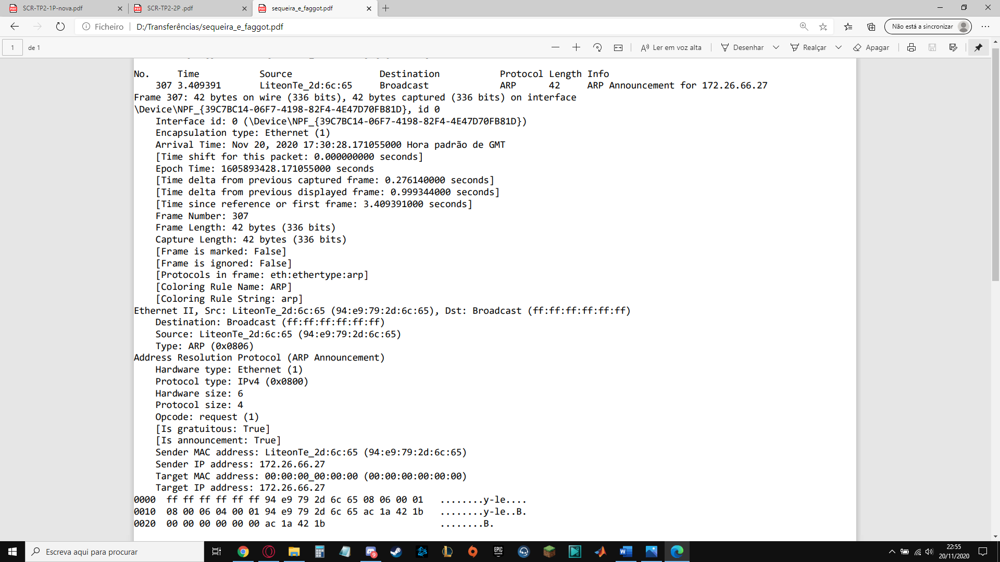 SCR-TP2-1P-nova.pdf
SCR-TP2-2P .pdf
sequeira_e_faggot.pdf
Ficheiro
D:/Transferências/sequeira_e_faggot.pdf
Não está a sincronizar
1 de 1
Ler em voz alta
Desenhar
Realçar
Apagar
No. Time Source Destination Protocol Length Info
307 3.409391 LiteonTe_2d:6c:65 Broadcast ARP 42 ARP Announcement for 172.26.66.27
Frame 307: 42 bytes on wire (336 bits), 42 bytes captured (336 bits) on interface
\Device\NPF_{39C7BC14-06F7-4198-82F4-4E47D70FB81D}, id 0
Interface id: 0 (\Device\NPF_{39C7BC14-06F7-4198-82F4-4E47D70FB81D})
Encapsulation type: Ethernet (1)
Arrival Time: Nov 20, 2020 17:30:28.171055000 Hora padrão de GMT
[Time shift for this packet: 0.000000000 seconds]
Epoch Time: 1605893428.171055000 seconds
[Time delta from previous captured frame: 0.276140000 seconds]
[Time delta from previous displayed frame: 0.999344000 seconds]
[Time since reference or first frame: 3.409391000 seconds]
Frame Number: 307
Frame Length: 42 bytes (336 bits)
Capture Length: 42 bytes (336 bits)
[Frame is marked: False]
[Frame is ignored: False]
[Protocols in frame: eth:ethertype:arp]
[Coloring Rule Name: ARP]
[Coloring Rule String: arp]
Ethernet II, Src: LiteonTe_2d:6c:65 (94:e9:79:2d:6c:65), Dst: Broadcast (ff:ff:ff:ff:ff:ff)
Destination: Broadcast (ff:ff:ff:ff:ff:ff)
Source: LiteonTe_2d:6c:65 (94:e9:79:2d:6c:65)
Type: ARP (0x0806)
Address Resolution Protocol (ARP Announcement)
Hardware type: Ethernet (1)
Protocol type: IPv4 (0x0800)
Hardware size: 6
Protocol size: 4
Opcode: request (1)
[Is gratuitous: True]
[Is announcement: True]
Sender MAC address: LiteonTe_2d:6c:65 (94:e9:79:2d:6c:65)
Sender IP address: 172.26.66.27
Target MAC address: 00:00:00_00:00:00 (00:00:00:00:00:00)
Target IP address: 172.26.66.27
0000 ff ff ff ff ff ff 94 e9 79 2d 6c 65 08 06 00 01 ........y-le....
0010 08 00 06 04 00 01 94 e9 79 2d 6c 65 ac 1a 42 1b ........y-le..B.
0020 00 00 00 00 00 00 ac 1a 42 1b ........B.
Escreva aqui para procurar
9
EPIC GAMES
22:55
20/11/2020